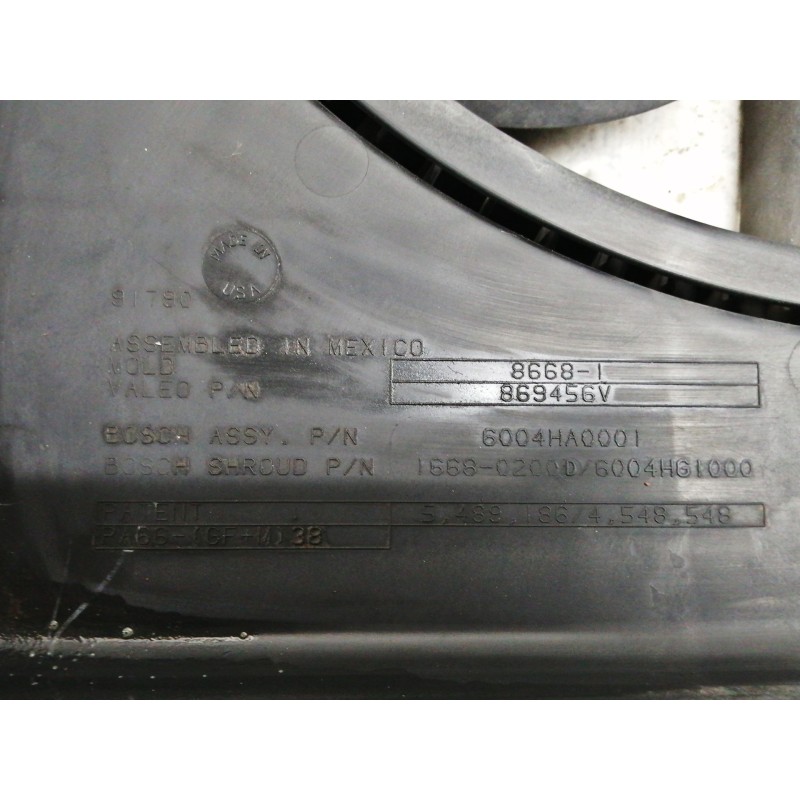 MADE IN
USA
91790
ASSEMBLED IN MEXICO
MOLD 8668-1
VALEO P/N 869456V
BOSCH ASSY. P/N 6004HA0001
BOSCH SHROUD P/N 1668-0200D/6004HG1000
PATENT 5,489,186/4,548,548
PA66-(GF+M)38